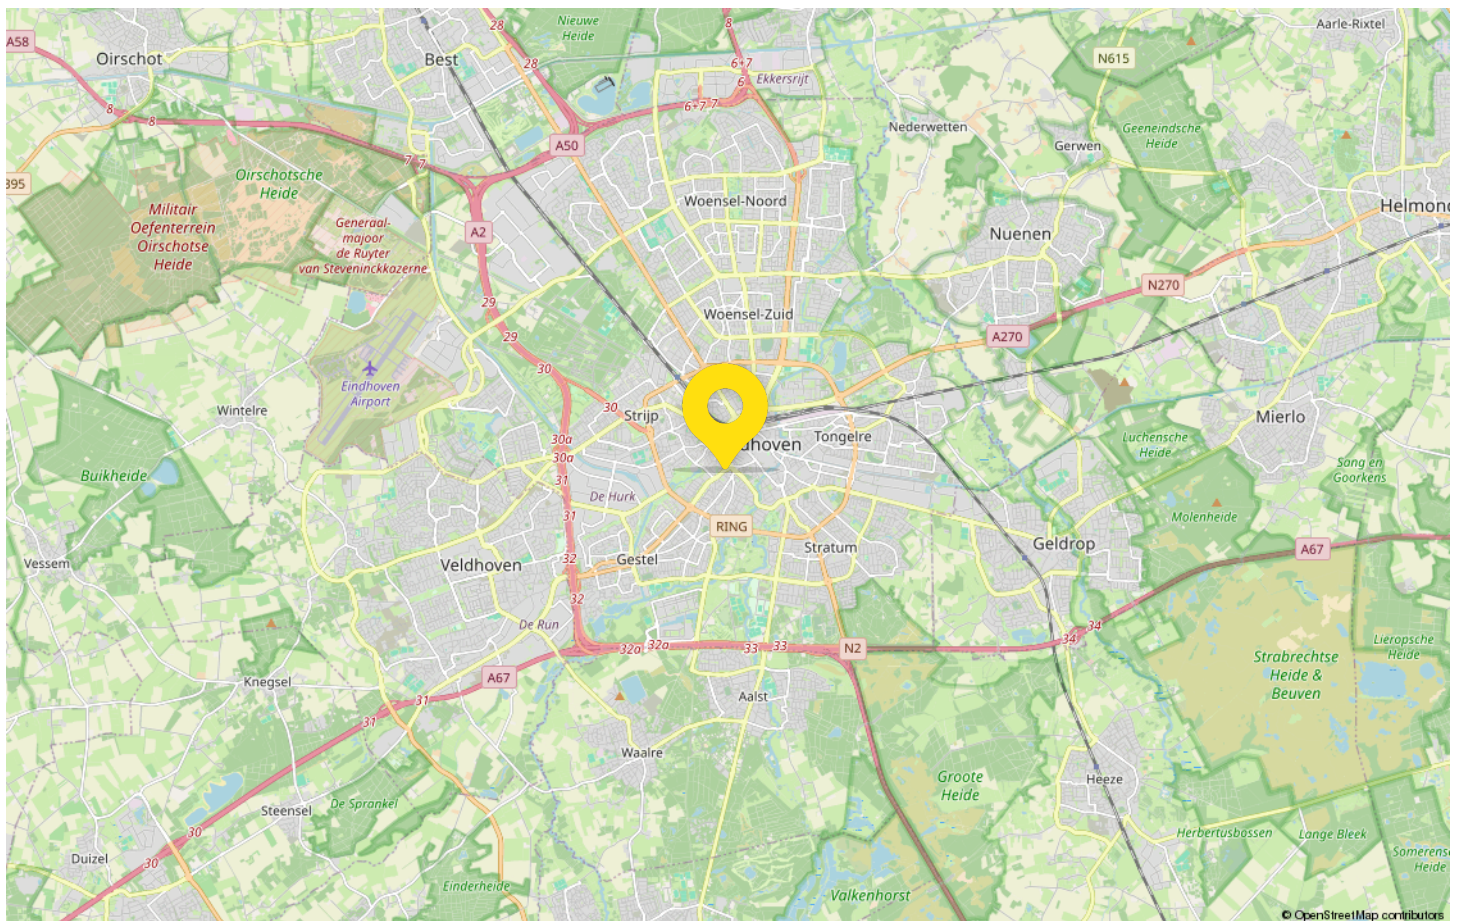 Nieuwe
Heide
28
8
Aarle-Rixtel
A58
Oirschot
Best
28
6+7
N615
6
Ekkersrijt
8
8
6+7
7
Nederwetten
Geeneindsche
Heide
A50
Gerwen
7
7
Oirschotsche
Heide
395
Woensel-Noord
Militair
Oefenterrein
Oirschotse
Heide
Generaal-
majoor
de Ruyter
van Steveninckkazerne
A2
Helmond
Nuenen
N270
29
Woensel-Zuid
29
A270
30
Eindhoven
Airport
Wintelre
30
Strijp
Mierlo
dhoven
Tongelre
30a
30a
Luchensche
Heide
Buikheide
31
Sang en
Goorkens
De Hurk
31
Molenheide
RING
Geldrop
Stratum
A67
Vessem
Veldhoven
32
Gestel
32
De Run
34
34
Lieropsche
Heide
32a
32a
33
33
N2
Strabrechtse
Heide &
Beuven
Knegsel
A67
31
31
Aalst
Waalre
Groote
Heide
Heeze
Steensel
De Sprankel
30
Herbertusbossen
Lange Bleek
Duizel
30
Somerense
Heide
Einderheide
Valkenhorst
© OpenStreetMap contributors